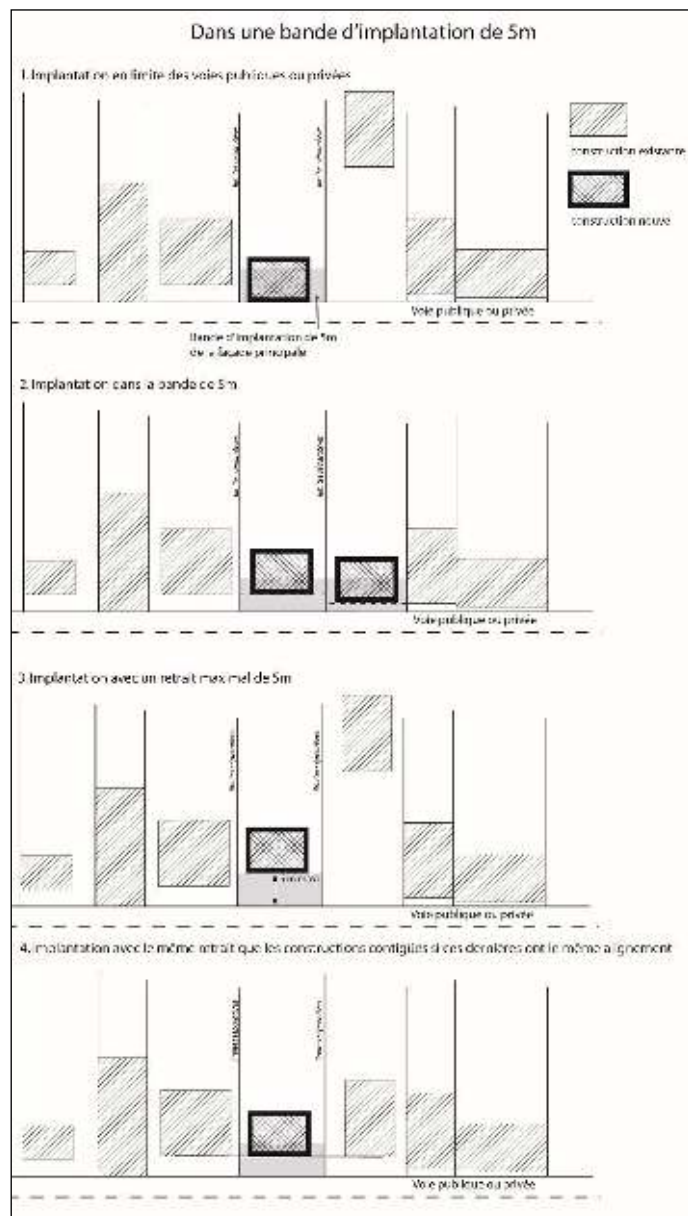 Dans une bande d'implantation de 5m
1. Implantation en limite des voies publiques ou privées
construction existante
construction neuve
Voie publique ou privée
Bande d'implantation de 5m
de la façade principale
2. Implantation dans la bande de 5m
Voie publique ou privée
3. Implantation avec un retrait maximal de 5m
Voie publique ou privée
4. Implantation avec le même retrait que les constructions contigües si ces dernières ont le même alignement
Voie publique ou privée